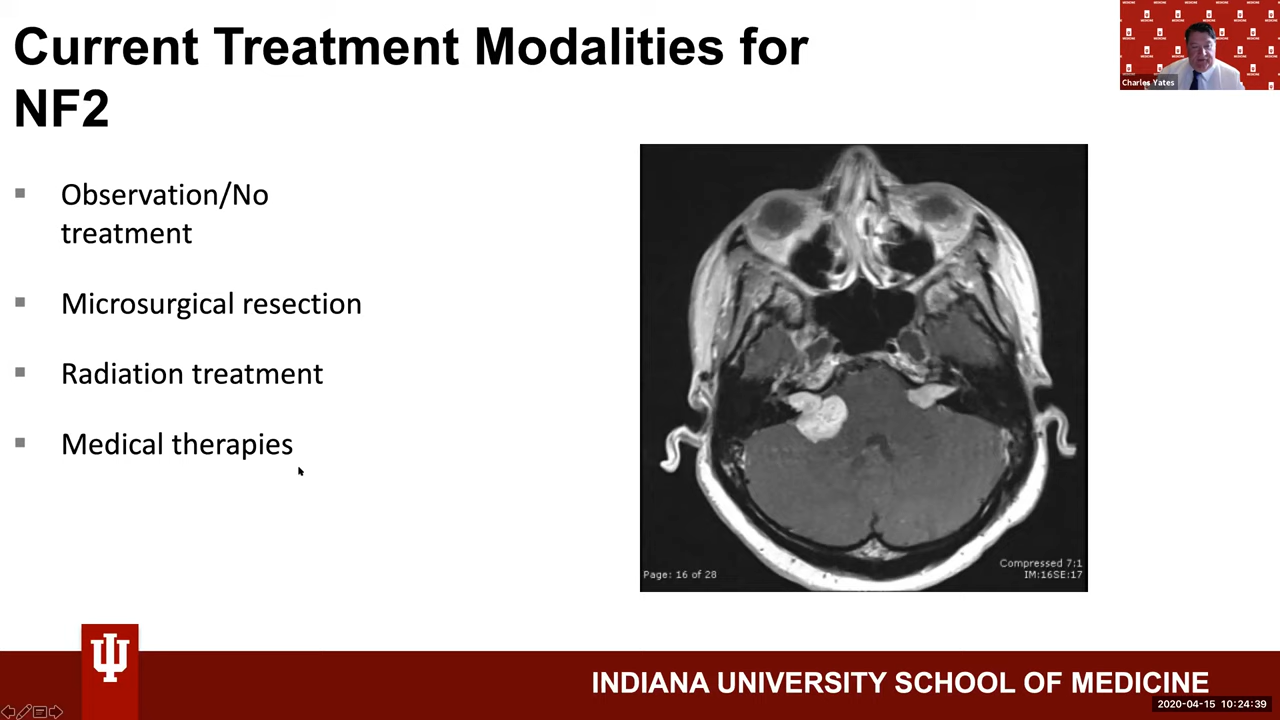 Current Treatment Modalities for
NF2
Charles Yates
Observation/No
treatment
Microsurgical resection
Radiation treatment
Medical therapies
Page: 16 of 28
Compressed 7:1
IM:16SE:17
INDIANA UNIVERSITY SCHOOL OF MEDICINE
2020-04-15 10:24:39